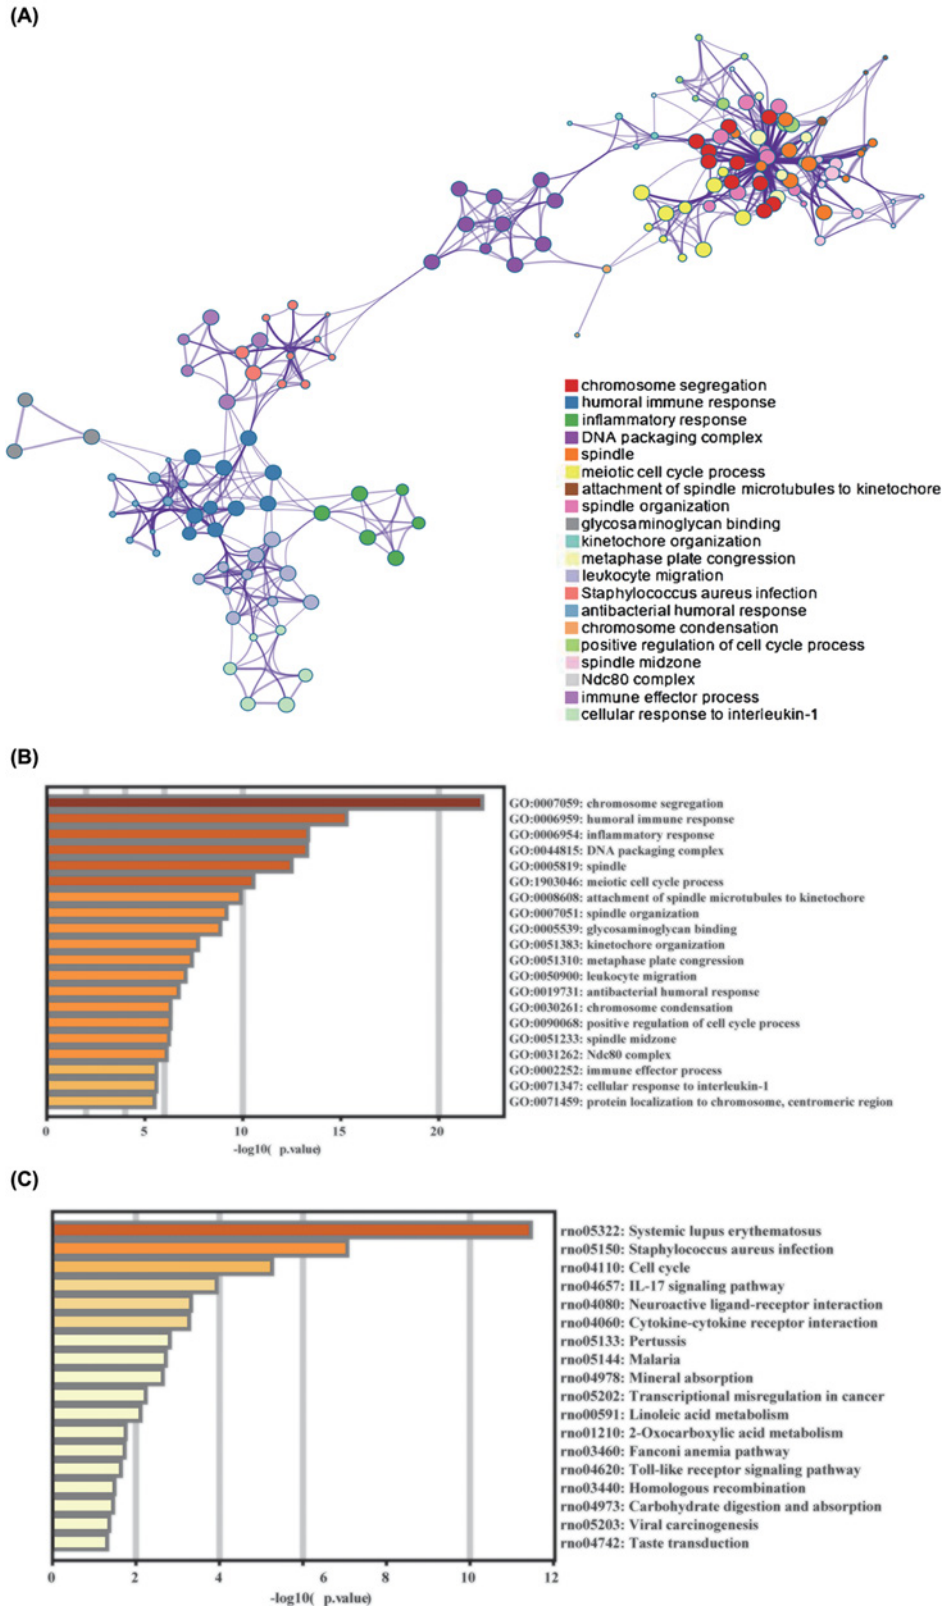 (A)
chromosome segregation
humoral immune response
inflammatory response
DNA packaging complex
spindle
meiotic cell cycle process
attachment of spindle microtubules to kinetochore
spindle organization
glycosaminoglycan binding
kinetochore organization
metaphase plate congression
leukocyte migration
Staphylococcus aureus infection
antibacterial humoral response
chromosome condensation
positive regulation of cell cycle process
spindle midzone
Ndc80 complex
immune effector process
cellular response to interleukin-1
(B)
GO:0007059: chromosome segregation
GO:0006959: humoral immune response
GO:0006954: inflammatory response
GO:0044815: DNA packaging complex
GO:0005819: spindle
GO:1903046: meiotic cell cycle process
GO:0008608: attachment of spindle microtubules to kinetochore
GO:0007051: spindle organization
GO:0005539: glycosaminoglycan binding
GO:0051383: kinetochore organization
GO:0051310: metaphase plate congression
GO:0050900: leukocyte migration
GO:0019731: antibacterial humoral response
GO:0030261: chromosome condensation
GO:0090068: positive regulation of cell cycle process
GO:0051233: spindle midzone
GO:0031262: Ndc80 complex
GO:0002252: immune effector process
GO:0071347: cellular response to interleukin-1
GO:0071459: protein localization to chromosome, centromeric region
0 5 10 15 20
-log10( p.value)
(C)
rno05322: Systemic lupus erythematosus
rno05150: Staphylococcus aureus infection
rno04110: Cell cycle
rno04657: IL-17 signaling pathway
rno04080: Neuroactive ligand-receptor interaction
rno04060: Cytokine-cytokine receptor interaction
rno05133: Pertussis
rno05144: Malaria
rno04978: Mineral absorption
rno05202: Transcriptional misregulation in cancer
rno00591: Linoleic acid metabolism
rno01210: 2-Oxocarboxylic acid metabolism
rno03460: Fanconi anemia pathway
rno04620: Toll-like receptor signaling pathway
rno03440: Homologous recombination
rno04973: Carbohydrate digestion and absorption
rno05203: Viral carcinogenesis
rno04742: Taste transduction
0 2 4 6 8 10 12
-log10( p.value)